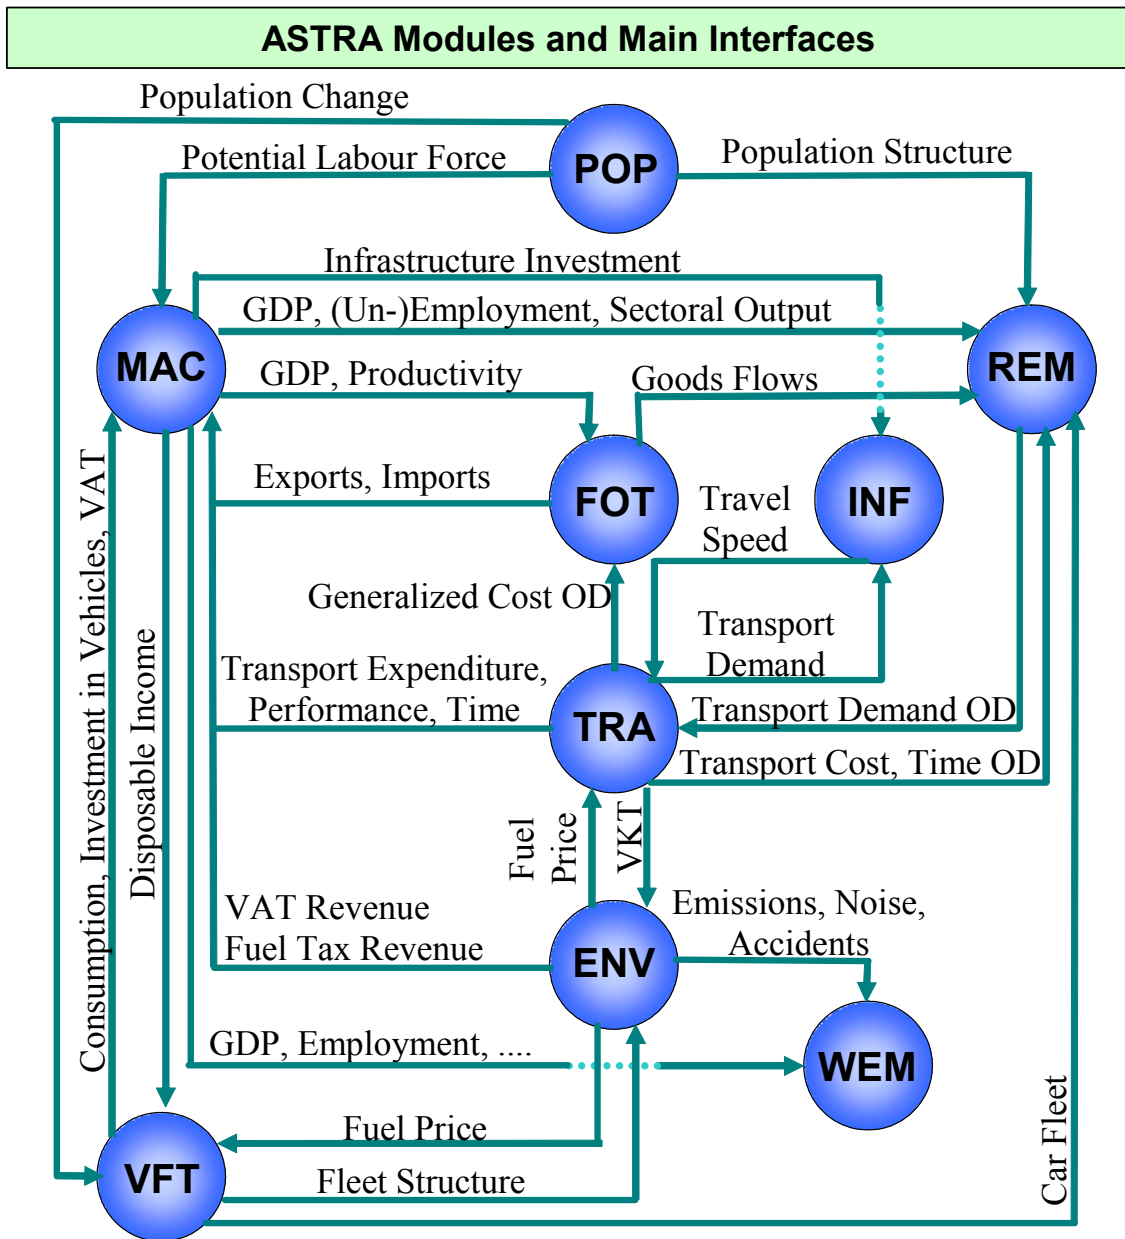 ASTRA Modules and Main Interfaces
Population Change
Potential Labour Force
POP
Population Structure
Infrastructure Investment
GDP, (Un-)Employment, Sectoral Output
MAC
REM
GDP, Productivity
Goods Flows
Exports, Imports
FOT
Travel
Speed
INF
Generalized Cost OD
Transport
Demand
Transport Expenditure,
Performance, Time
TRA
Transport Demand OD
Transport Cost, Time OD
Consumption, Investment in Vehicles, VAT
Disposable Income
Fuel
Price
VKT
VAT Revenue
Fuel Tax Revenue
ENV
Emissions, Noise,
Accidents
GDP, Employment, ....
WEM
Fuel Price
VFT
Fleet Structure
Car Fleet